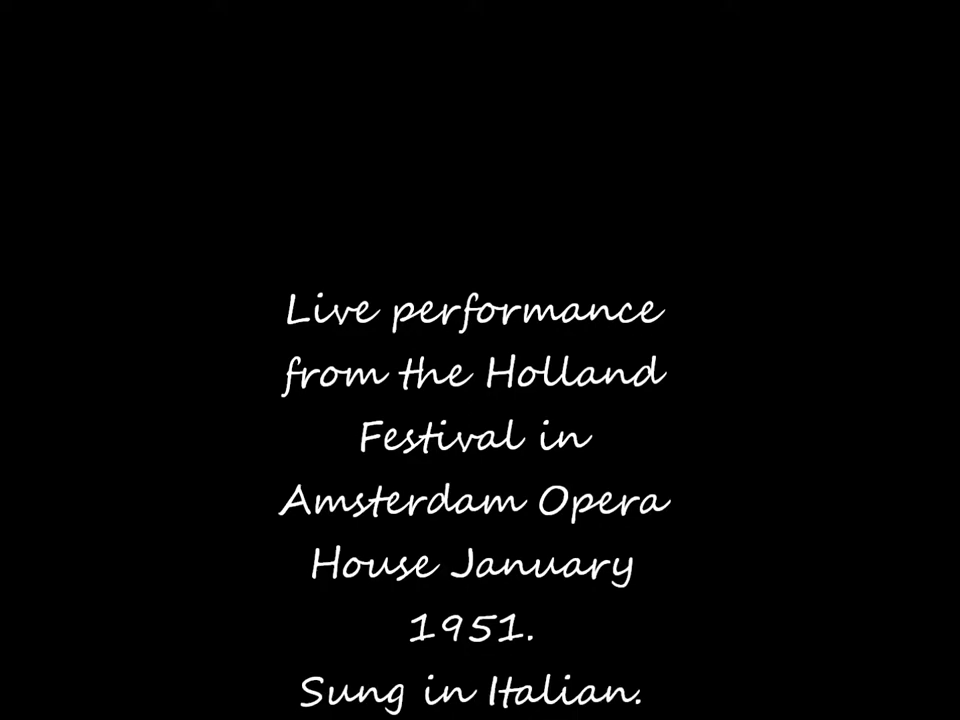 Live performance
from the Holland
Festival in
Amsterdam Opera
House January
1951.
Sung in Italian.